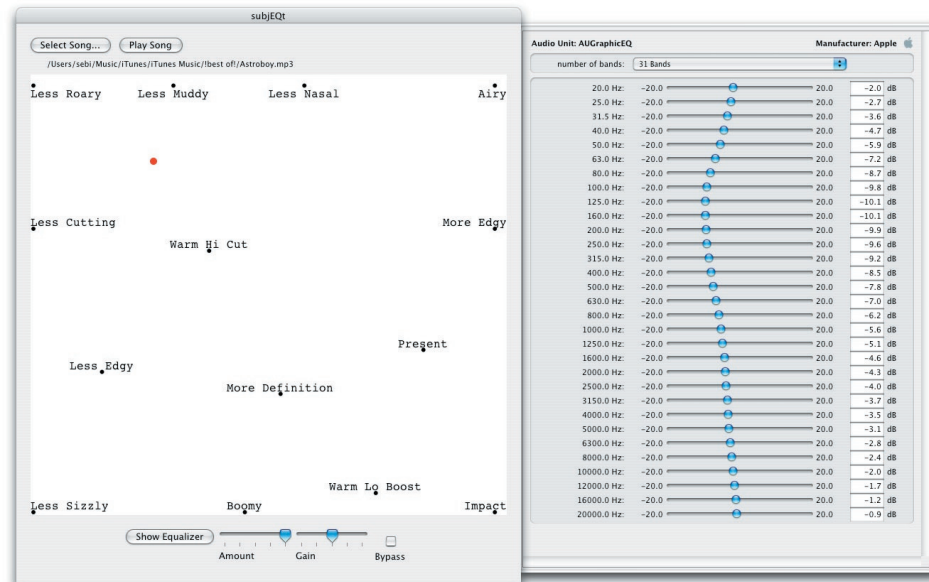 subjEQt
Select Song... Play Song
/Users/sebi/Music/iTunes/iTunes Music/!best of!/Astroboy.mp3
Less Roary Less Muddy Less Nasal Airy
Less Cutting More Edgy
Warm Hi Cut
Present
Less Edgy
More Definition
Warm Lo Boost
Less Sizzly Boomy Impact
Show Equalizer
Amount Gain Bypass
Audio Unit: AUGraphicEQ Manufacturer: Apple
number of bands: 31 Bands
20.0 Hz: -20.0 20.0 -2.0 dB
25.0 Hz: -20.0 20.0 -2.7 dB
31.5 Hz: -20.0 20.0 -3.6 dB
40.0 Hz: -20.0 20.0 -4.7 dB
50.0 Hz: -20.0 20.0 -5.9 dB
63.0 Hz: -20.0 20.0 -7.2 dB
80.0 Hz: -20.0 20.0 -8.7 dB
100.0 Hz: -20.0 20.0 -9.8 dB
125.0 Hz: -20.0 20.0 -10.1 dB
160.0 Hz: -20.0 20.0 -10.1 dB
200.0 Hz: -20.0 20.0 -9.9 dB
250.0 Hz: -20.0 20.0 -9.6 dB
315.0 Hz: -20.0 20.0 -9.2 dB
400.0 Hz: -20.0 20.0 -8.5 dB
500.0 Hz: -20.0 20.0 -7.8 dB
630.0 Hz: -20.0 20.0 -7.0 dB
800.0 Hz: -20.0 20.0 -6.2 dB
1000.0 Hz: -20.0 20.0 -5.6 dB
1250.0 Hz: -20.0 20.0 -5.1 dB
1600.0 Hz: -20.0 20.0 -4.6 dB
2000.0 Hz: -20.0 20.0 -4.3 dB
2500.0 Hz: -20.0 20.0 -4.0 dB
3150.0 Hz: -20.0 20.0 -3.7 dB
4000.0 Hz: -20.0 20.0 -3.5 dB
5000.0 Hz: -20.0 20.0 -3.1 dB
6300.0 Hz: -20.0 20.0 -2.8 dB
8000.0 Hz: -20.0 20.0 -2.4 dB
10000.0 Hz: -20.0 20.0 -2.0 dB
12000.0 Hz: -20.0 20.0 -1.7 dB
16000.0 Hz: -20.0 20.0 -1.2 dB
20000.0 Hz: -20.0 20.0 -0.9 dB